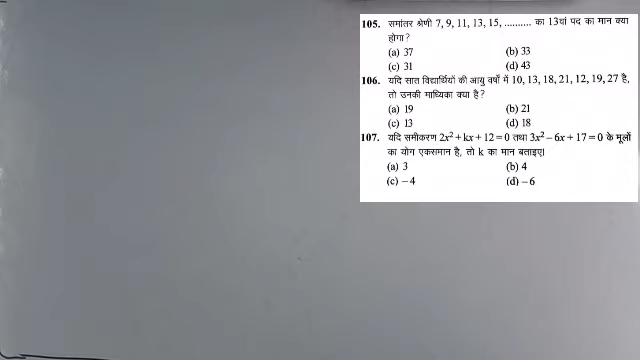 105. समांतर श्रेणी 7, 9, 11, 13, 15, .......... का 13वां पद का मान क्या
होगा?
(a) 37 (b) 33
(c) 31 (d) 43
106. यदि सात विद्यार्थियों की आयु वर्षों में 10, 13, 18, 21, 12, 19, 27 है,
तो उनकी माध्यिका क्या है?
(a) 19 (b) 21
(c) 13 (d) 18
107. यदि समीकरण 2x² + kx + 12 = 0 तथा 3x² – 6x + 17 = 0 के मूलों
का योग एकसमान है, तो k का मान बताइए।
(a) 3 (b) 4
(c) – 4 (d) – 6